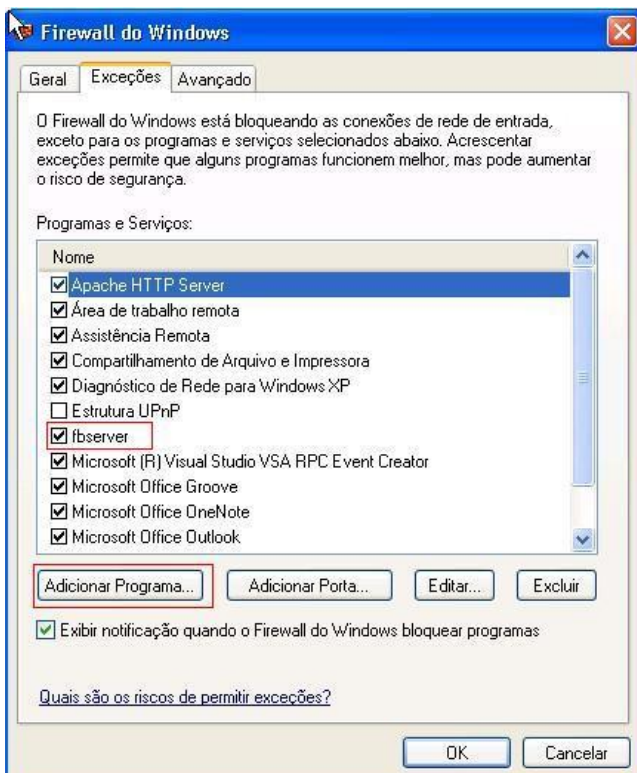 Firewall do Windows
Geral Exceções Avançado
O Firewall do Windows está bloqueando as conexões de rede de entrada,
exceto para os programas e serviços selecionados abaixo. Acrescentar
exceções permite que alguns programas funcionem melhor, mas pode aumentar
o risco de segurança.
Programas e Serviços:
Nome
Apache HTTP Server
Área de trabalho remota
Assistência Remota
Compartilhamento de Arquivo e Impressora
Diagnóstico de Rede para Windows XP
Estrutura UPnP
fbserver
Microsoft (R) Visual Studio VSA RPC Event Creator
Microsoft Office Groove
Microsoft Office OneNote
Microsoft Office Outlook
Adicionar Programa... Adicionar Porta... Editar... Excluir
Exibir notificação quando o Firewall do Windows bloquear programas
Quais são os riscos de permitir exceções?
OK Cancelar